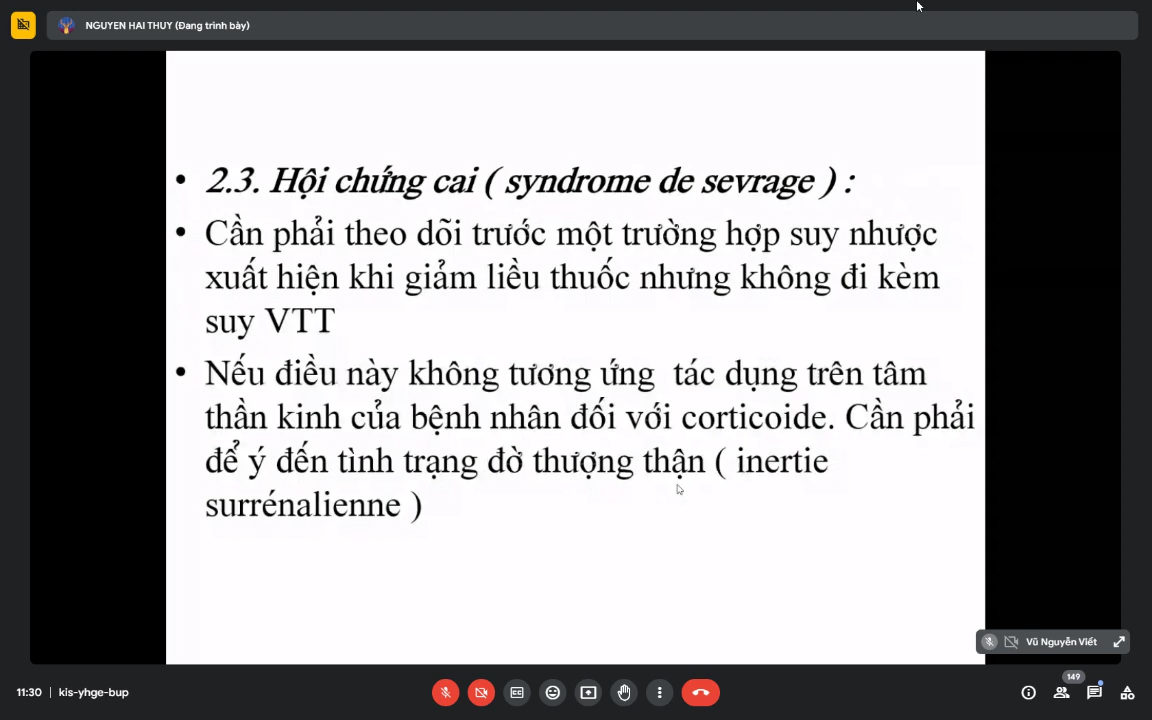 NGUYEN HAI THUY (Đang trình bày)
• 2.3. Hội chứng cai ( syndrome de sevrage ) :
• Cần phải theo dõi trước một trường hợp suy nhược
xuất hiện khi giảm liều thuốc nhưng không đi kèm
suy VTT
• Nếu điều này không tương ứng  tác dụng trên tâm
thần kinh của bệnh nhân đối với corticoide. Cần phải
để ý đến tình trạng đờ thượng thận ( inertie
surrénalienne )
Vũ Nguyễn Viết
11:30 | kis-yhge-bup
149